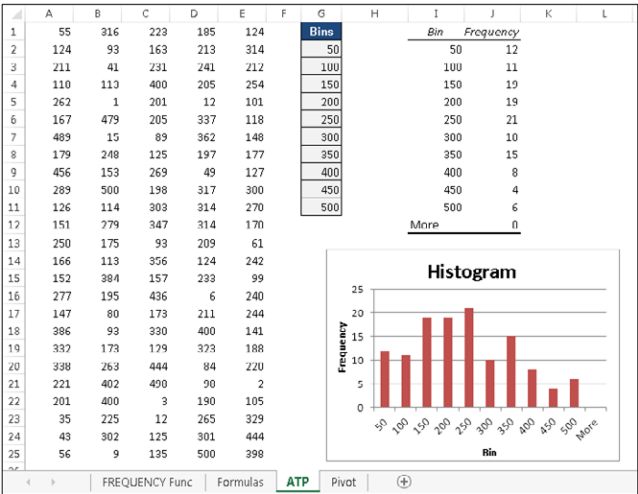 A B C D E F G H I J K L
1 55 316 223 185 124 Bins Bin Frequency
2 124 93 163 213 314 50 50 12
3 211 41 231 241 212 100 100 11
4 110 113 400 205 254 150 150 19
5 262 1 201 12 101 200 200 19
6 167 479 205 337 118 250 250 21
7 489 15 89 362 148 300 300 10
8 179 248 125 197 177 350 350 15
9 456 153 269 49 127 400 400 8
10 289 500 198 317 300 450 450 4
11 126 114 303 314 270 500 500 6
12 151 279 347 314 170 More 0
13 250 175 93 209 61
14 166 113 356 124 242
15 152 384 157 233 99
16 277 195 436 6 240
17 147 80 173 211 244
18 386 93 330 400 141
19 332 173 129 323 188
20 338 263 444 84 220
21 221 402 490 90 2
22 201 400 3 190 105
23 35 225 12 265 329
24 43 302 125 301 444
25 56 9 135 500 398
Histogram
Frequency
25
20
15
10
5
0
50 100 150 200 250 300 350 400 450 500 More
Bin
FREQUENCY Func Formulas ATP Pivot